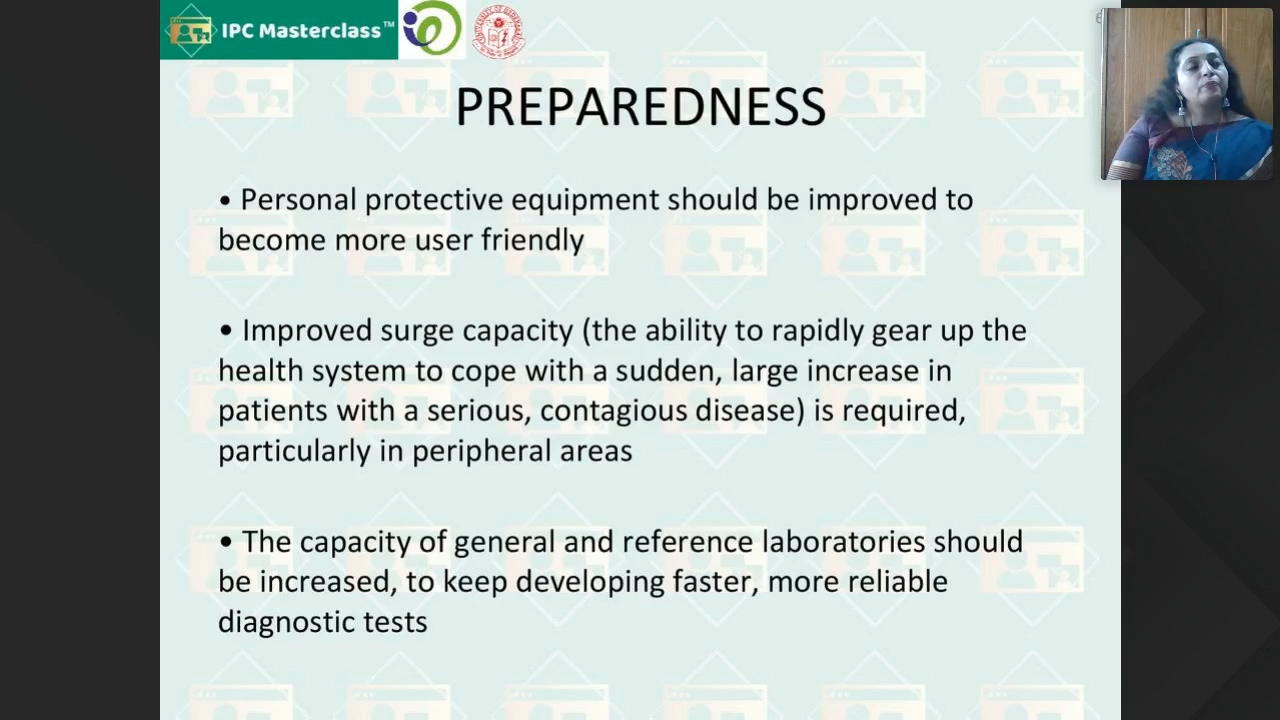 IPC Masterclass™
PREPAREDNESS
• Personal protective equipment should be improved to
become more user friendly
• Improved surge capacity (the ability to rapidly gear up the
health system to cope with a sudden, large increase in
patients with a serious, contagious disease) is required,
particularly in peripheral areas
• The capacity of general and reference laboratories should
be increased, to keep developing faster, more reliable
diagnostic tests